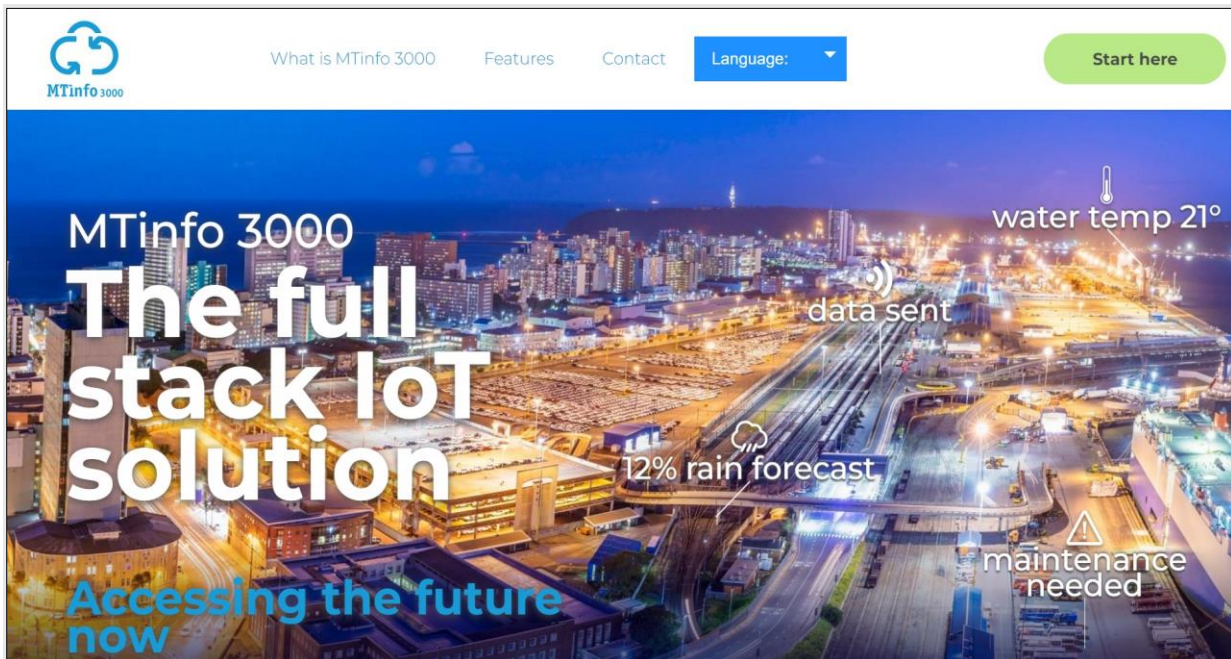 MTinfo 3000
What is MTinfo 3000
Features
Contact
Language:
Start here
MTinfo 3000
The full
stack IoT
solution
Accessing the future
now
water temp 21°
data sent
12% rain forecast
maintenance
needed